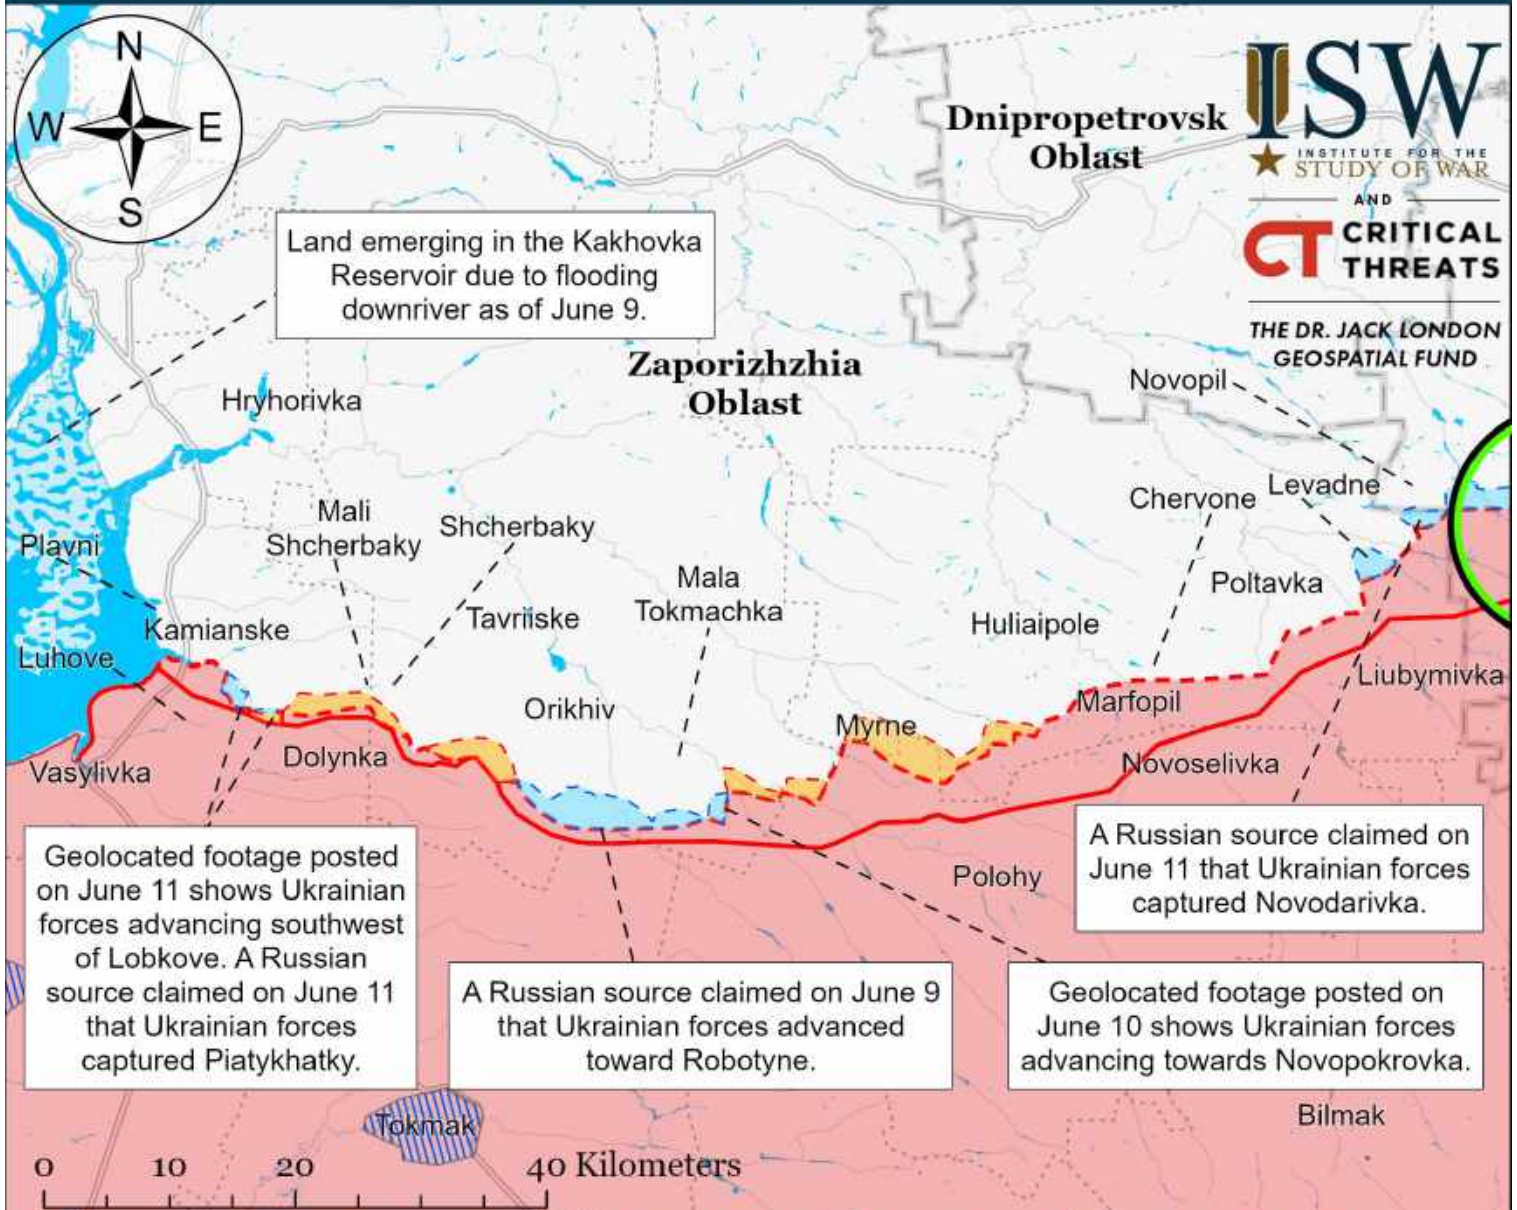 N
W E
S
ISW
INSTITUTE FOR THE
STUDY OF WAR
AND
CT CRITICAL
THREATS
THE DR. JACK LONDON
GEOSPATIAL FUND
Dnipropetrovsk
Oblast
Land emerging in the Kakhovka
Reservoir due to flooding
downriver as of June 9.
Zaporizhzhia
Oblast
Novopil
Hryhorivka
Levadne
Chervone
Mali
Shcherbaky
Shcherbaky
Plavni
Mala
Tokmachka
Poltavka
Tavriiske
Huliaipole
Kamianske
Luhove
Liubymivka
Marfopil
Orikhiv
Myrne
Dolynka
Novoselivka
Vasylivka
A Russian source claimed on
June 11 that Ukrainian forces
captured Novodarivka.
Polohy
Geolocated footage posted
on June 11 shows Ukrainian
forces advancing southwest
of Lobkove. A Russian
source claimed on June 11
that Ukrainian forces
captured Piatykhatky.
A Russian source claimed on June 9
that Ukrainian forces advanced
toward Robotyne.
Geolocated footage posted on
June 10 shows Ukrainian forces
advancing towards Novopokrovka.
Tokmak
Bilmak
0 10 20 40 Kilometers